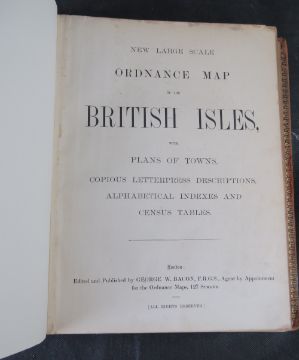 NEW LARGE SCALE
ORDNANCE MAP
OF THE
BRITISH ISLES,
WITH
PLANS OF TOWNS,
COPIOUS LETTERPRESS DESCRIPTIONS,
ALPHABETICAL INDEXES AND
CENSUS TABLES.
London:
Edited and Published by GEORGE W. BACON, F.R.G.S., Agent by Appointment
for the Ordnance Maps, 127 STRAND.
[ALL RIGHTS RESERVED.]